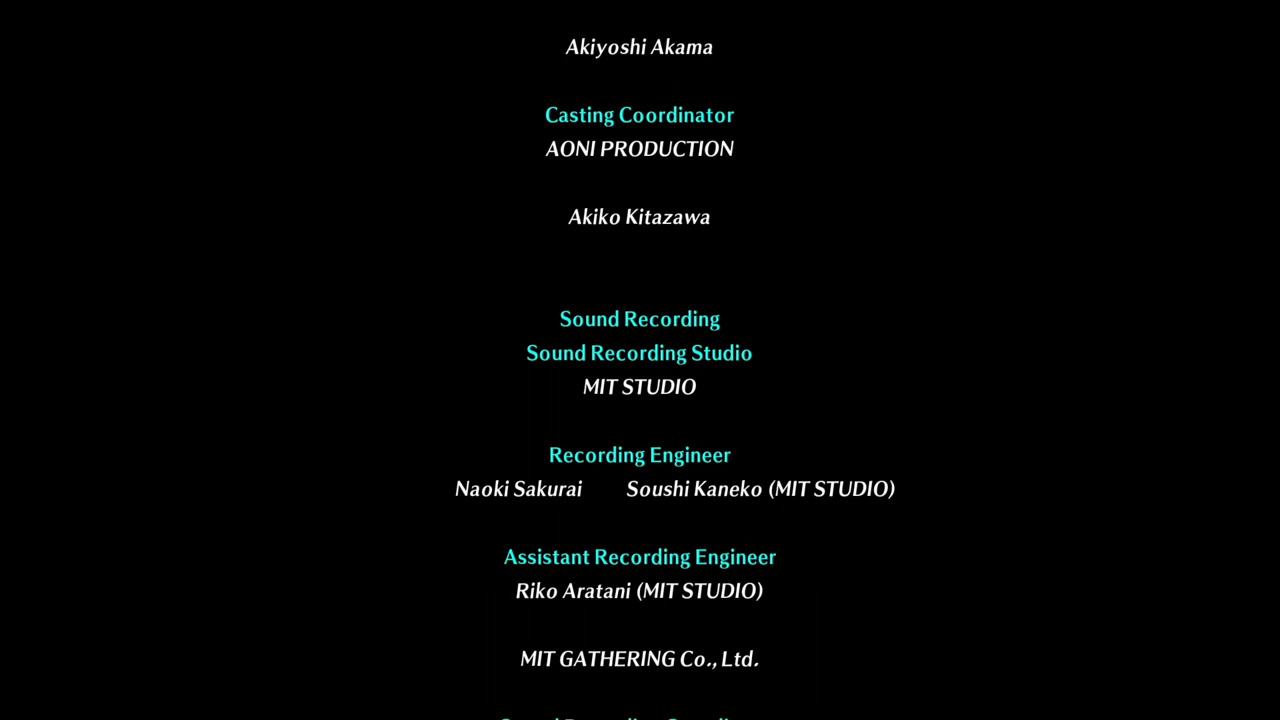 Akiyoshi Akama
Casting Coordinator
AONI PRODUCTION
Akiko Kitazawa
Sound Recording
Sound Recording Studio
MIT STUDIO
Recording Engineer
Naoki Sakurai Soushi Kaneko (MIT STUDIO)
Assistant Recording Engineer
Riko Aratani (MIT STUDIO)
MIT GATHERING Co., Ltd.